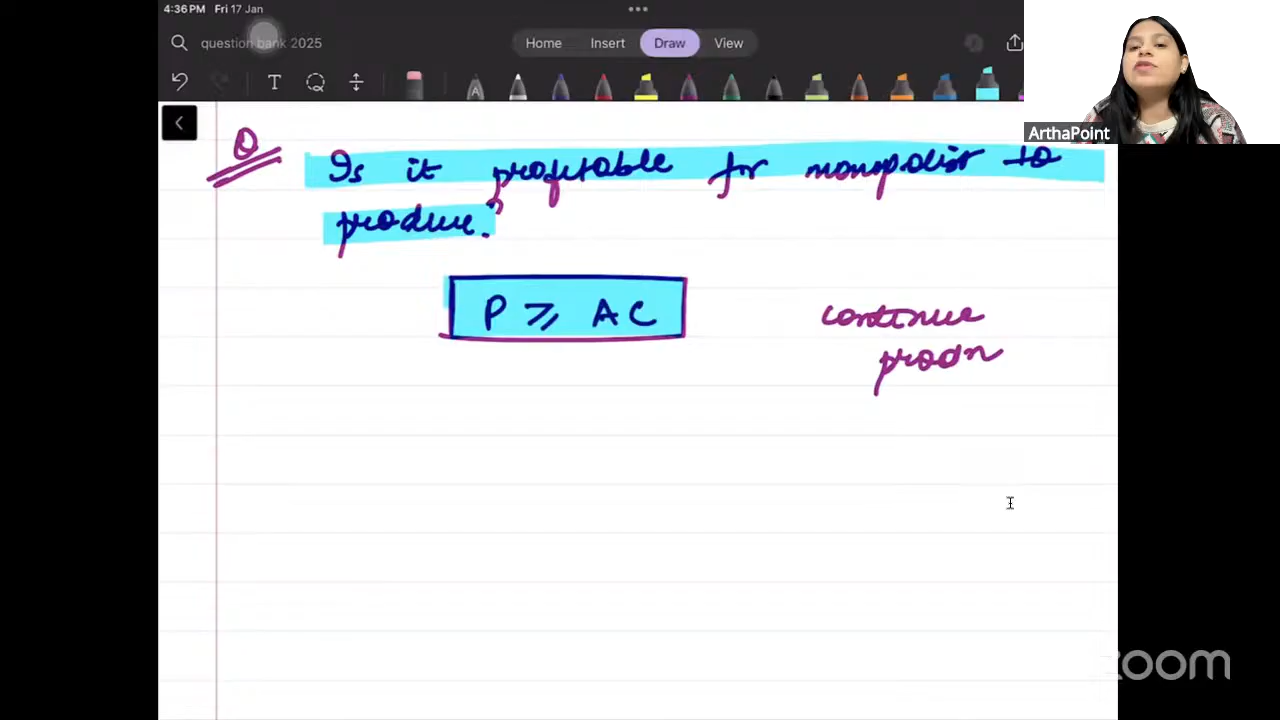 4:36 PM Fri 17 Jan
question bank 2025
Home Insert Draw View
T
A
ArthaPoint
Q
Is it profitable for monopolist to
produce?
P ⩾ AC
continue
prodn
zoom